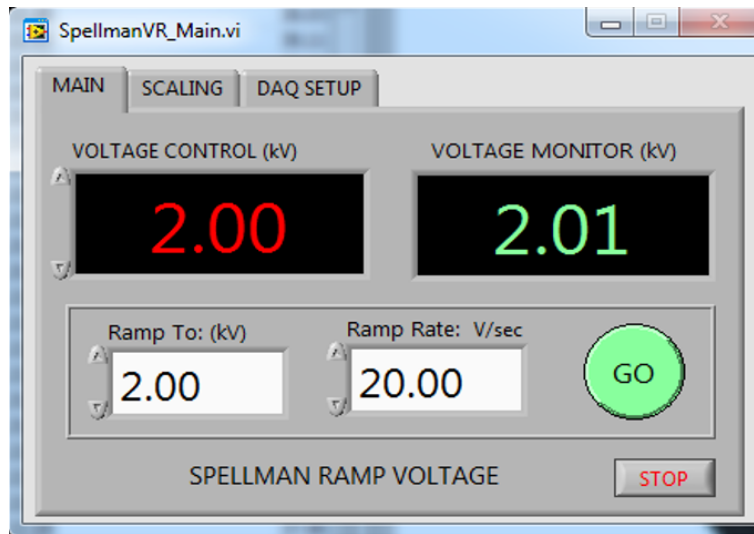 SpellmanVR_Main.vi
MAIN SCALING DAQ SETUP
VOLTAGE CONTROL (kV) VOLTAGE MONITOR (kV)
2.00 2.01
Ramp To: (kV) Ramp Rate: V/sec
2.00 20.00 GO
SPELLMAN RAMP VOLTAGE STOP